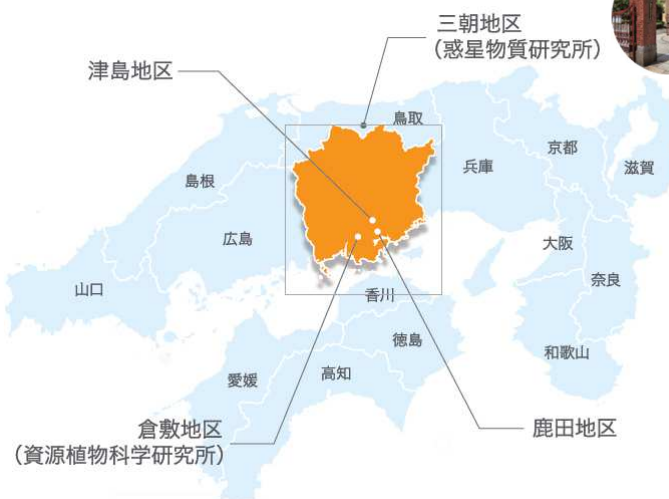 三朝地区
（惑星物質研究所）
津島地区
鳥取
京都
兵庫
滋賀
島根
広島
大阪
奈良
山口
香川
徳島
和歌山
高知
愛媛
倉敷地区
（資源植物科学研究所）
鹿田地区